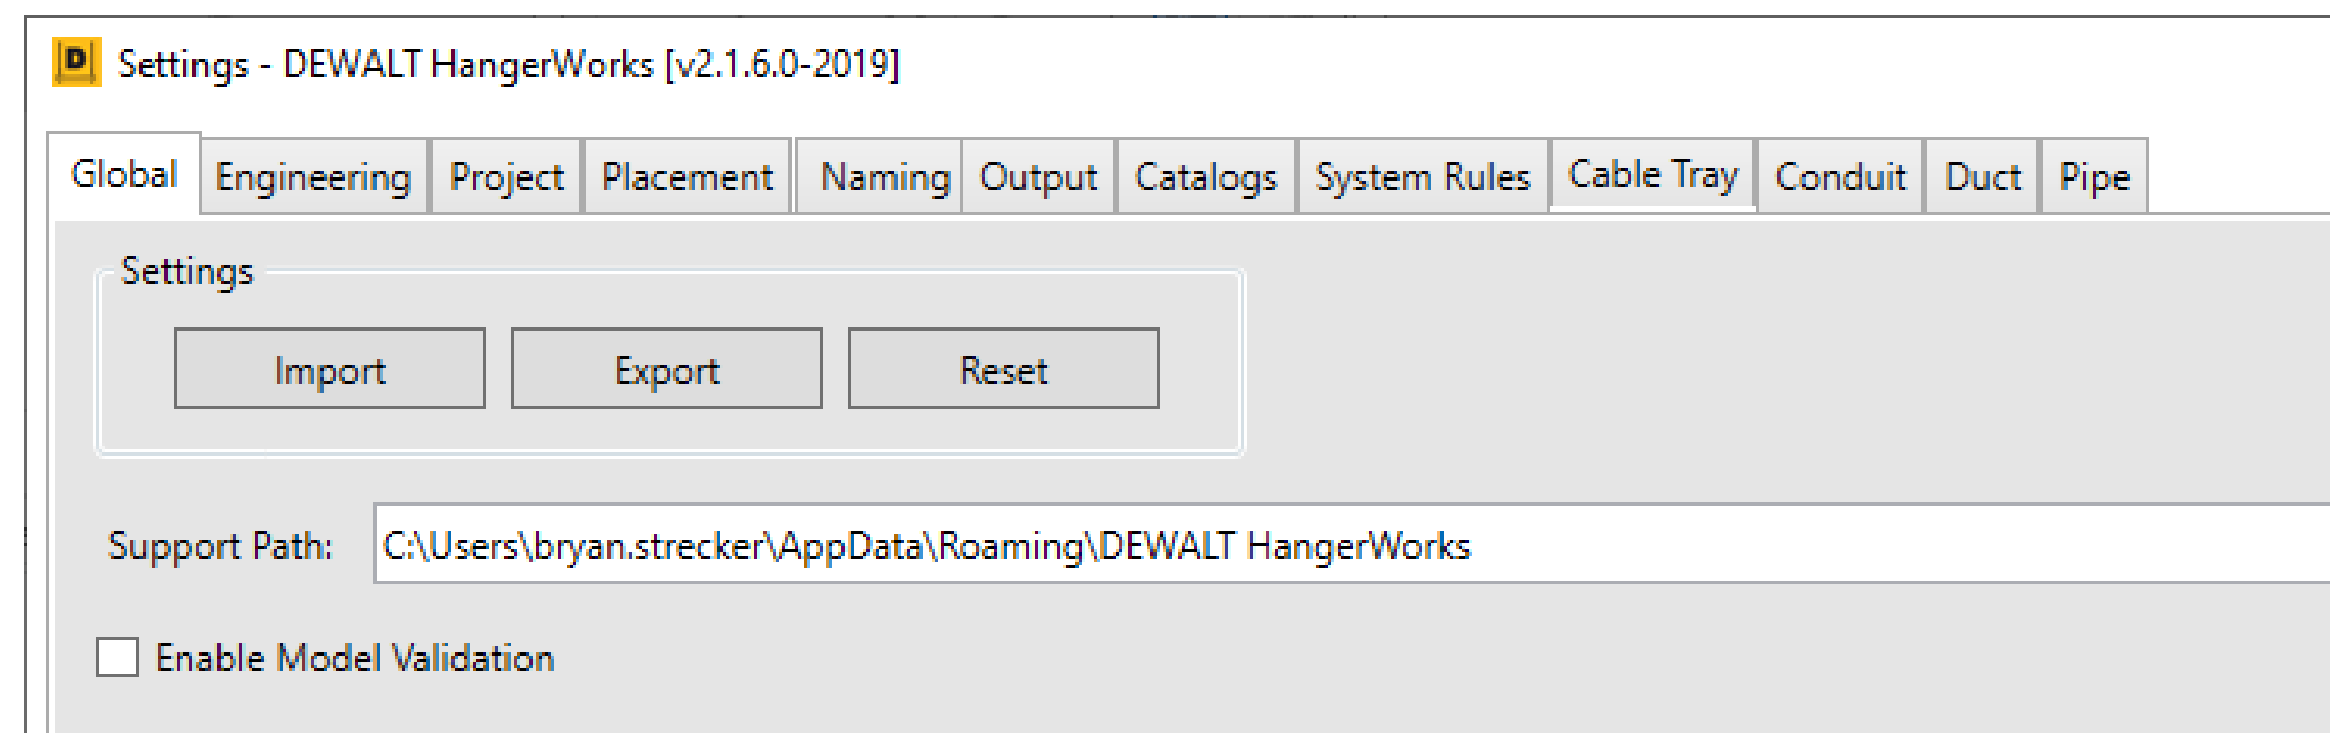 D Settings - DEWALT HangerWorks [v2.1.6.0-2019]
Global Engineering Project Placement Naming Output Catalogs System Rules Cable Tray Conduit Duct Pipe
Settings
Import Export Reset
Support Path: C:\Users\bryan.strecker\AppData\Roaming\DEWALT HangerWorks
Enable Model Validation